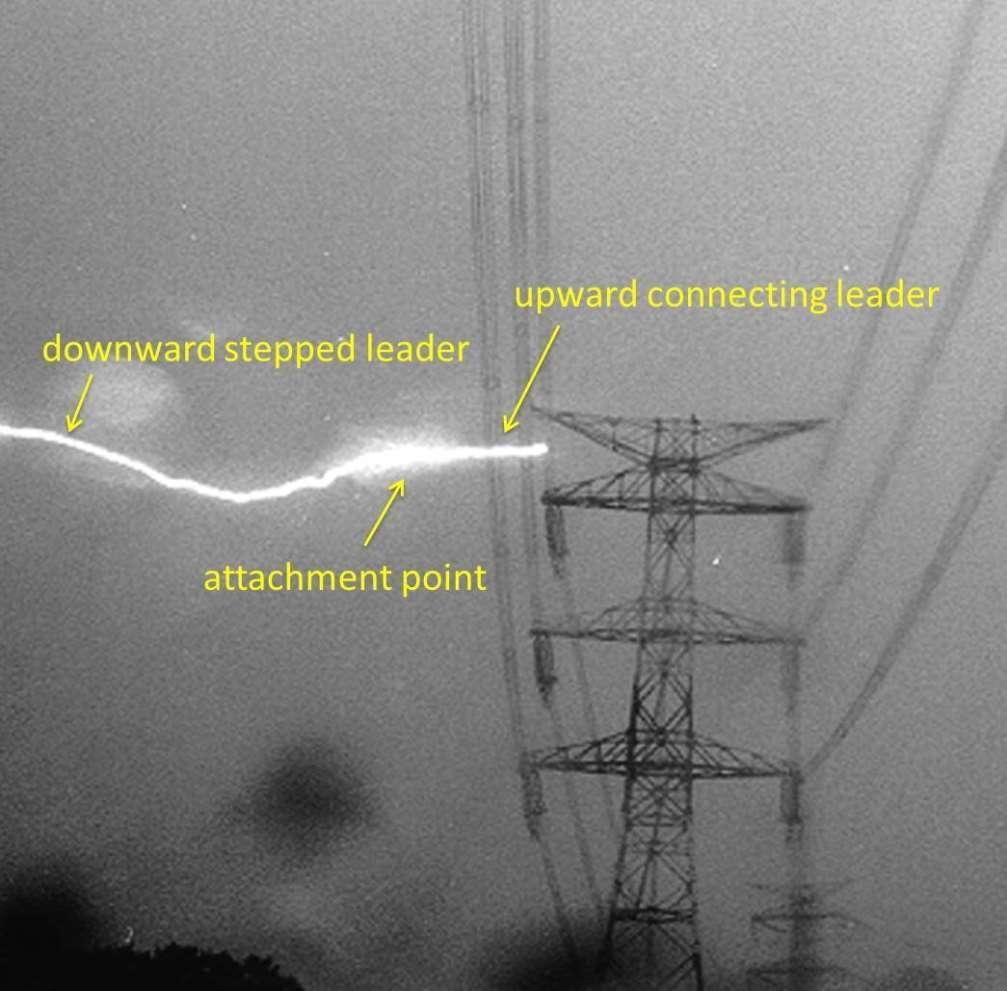 upward connecting leader
downward stepped leader
attachment point